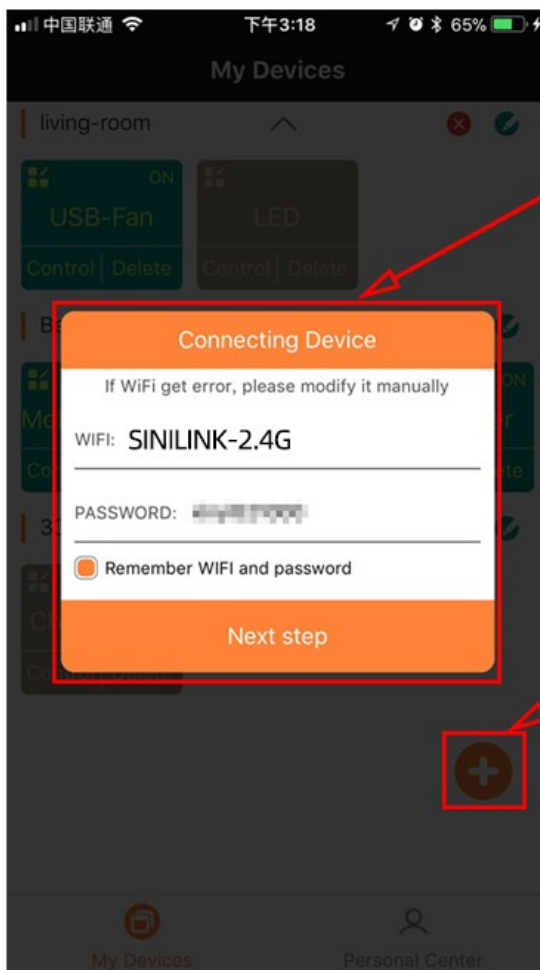 中国联通 下午3:18 65%
My Devices
living-room
ON
USB-Fan LED
Control Delete Control Delete
Connecting Device
If WiFi get error, please modify it manually
ON
WIFI: SINILINK-2.4G
PASSWORD:
Remember WIFI and password
Next step
My Devices Personal Center